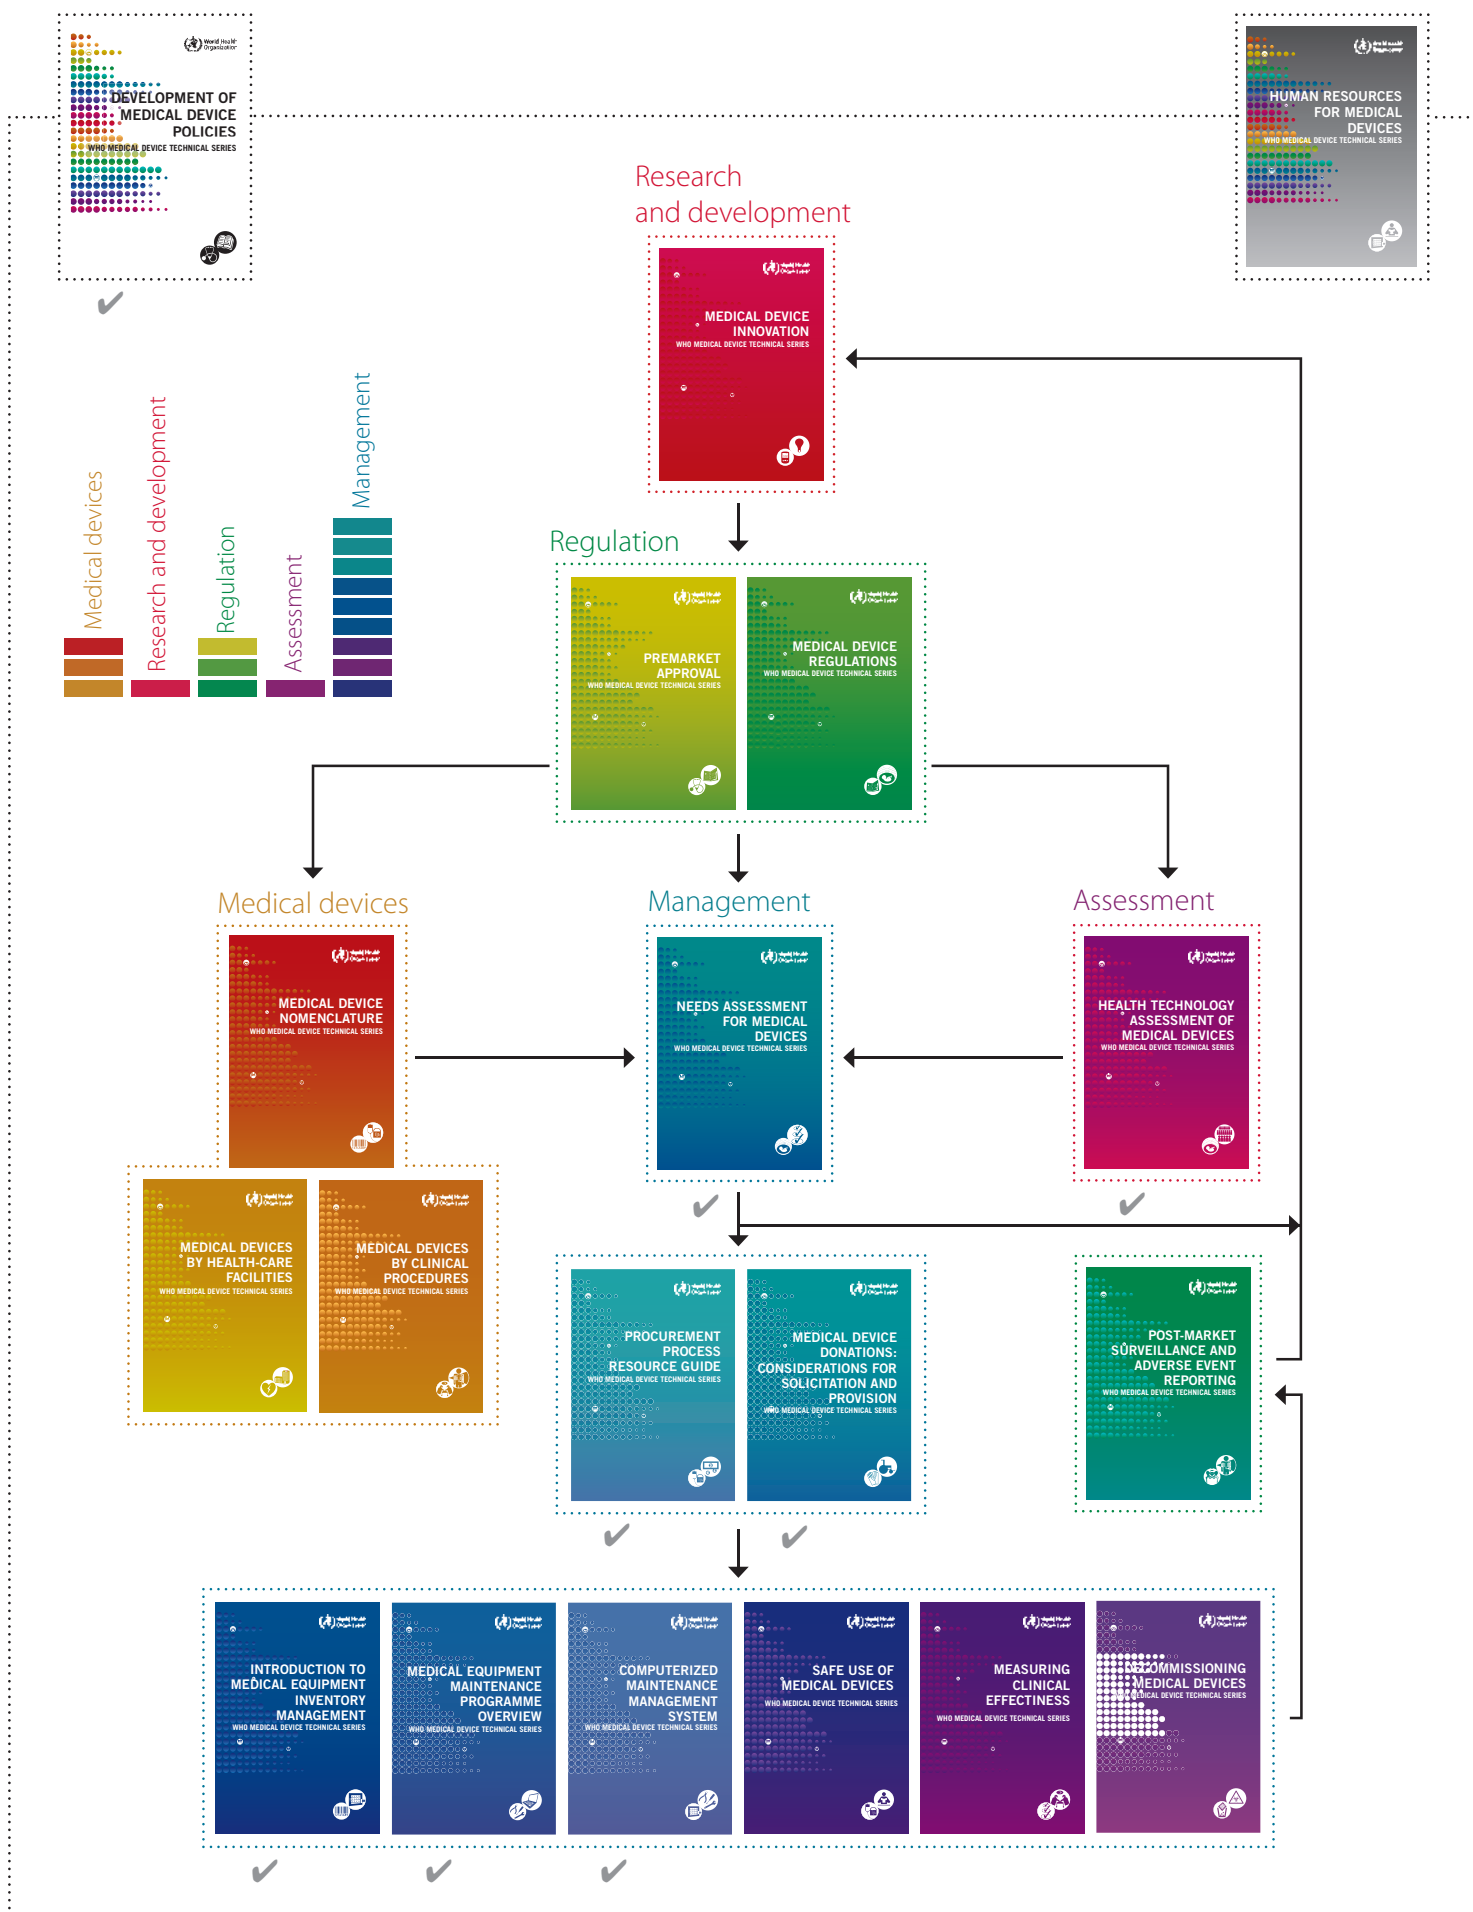 World Health
Organization
DEVELOPMENT OF
MEDICAL DEVICE
POLICIES
WHO MEDICAL DEVICE TECHNICAL SERIES
HUMAN RESOURCES
FOR MEDICAL
DEVICES
WHO MEDICAL DEVICE TECHNICAL SERIES
Research
and development
MEDICAL DEVICE
INNOVATION
WHO MEDICAL DEVICE TECHNICAL SERIES
Medical devices
Research and development
Regulation
Assessment
Management
Regulation
PREMARKET
APPROVAL
WHO MEDICAL DEVICE TECHNICAL SERIES
MEDICAL DEVICE
REGULATIONS
WHO MEDICAL DEVICE TECHNICAL SERIES
Medical devices
MEDICAL DEVICE
NOMENCLATURE
WHO MEDICAL DEVICE TECHNICAL SERIES
Management
NEEDS ASSESSMENT
FOR MEDICAL
DEVICES
WHO MEDICAL DEVICE TECHNICAL SERIES
Assessment
HEALTH TECHNOLOGY
ASSESSMENT OF
MEDICAL DEVICES
WHO MEDICAL DEVICE TECHNICAL SERIES
MEDICAL DEVICES
BY HEALTH-CARE
FACILITIES
WHO MEDICAL DEVICE TECHNICAL SERIES
MEDICAL DEVICES
BY CLINICAL
PROCEDURES
WHO MEDICAL DEVICE TECHNICAL SERIES
PROCUREMENT
PROCESS
RESOURCE GUIDE
WHO MEDICAL DEVICE TECHNICAL SERIES
MEDICAL DEVICE
DONATIONS:
CONSIDERATIONS FOR
SOLICITATION AND
PROVISION
WHO MEDICAL DEVICE TECHNICAL SERIES
POST-MARKET
SURVEILLANCE AND
ADVERSE EVENT
REPORTING
WHO MEDICAL DEVICE TECHNICAL SERIES
INTRODUCTION TO
MEDICAL EQUIPMENT
INVENTORY
MANAGEMENT
WHO MEDICAL DEVICE TECHNICAL SERIES
MEDICAL EQUIPMENT
MAINTENANCE
PROGRAMME
OVERVIEW
WHO MEDICAL DEVICE TECHNICAL SERIES
COMPUTERIZED
MAINTENANCE
MANAGEMENT
SYSTEM
WHO MEDICAL DEVICE TECHNICAL SERIES
SAFE USE OF
MEDICAL DEVICES
WHO MEDICAL DEVICE TECHNICAL SERIES
MEASURING
CLINICAL
EFFECTINESS
WHO MEDICAL DEVICE TECHNICAL SERIES
DECOMMISSIONING
MEDICAL DEVICES
WHO MEDICAL DEVICE TECHNICAL SERIES